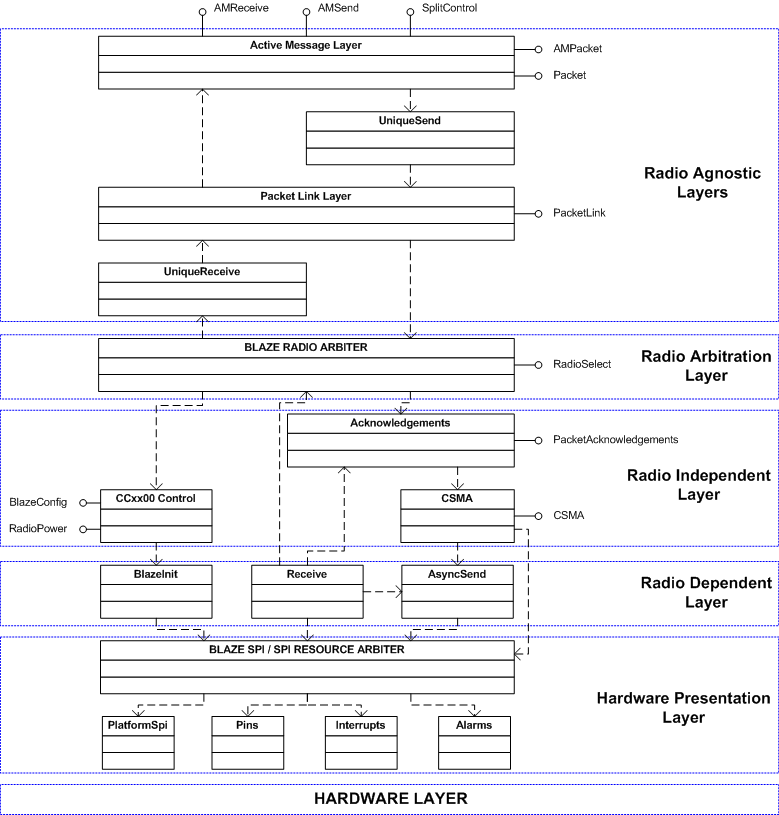 AMReceive
AMSend
SplitControl
Active Message Layer
AMPacket
Packet
UniqueSend
Radio Agnostic
Layers
Packet Link Layer
PacketLink
UniqueReceive
BLAZE RADIO ARBITER
RadioSelect
Radio Arbitration
Layer
Acknowledgements
PacketAcknowledgements
Radio Independent
Layer
BlazeConfig
RadioPower
CCxx00 Control
CSMA
CSMA
BlazeInit
Receive
AsyncSend
Radio Dependent
Layer
BLAZE SPI / SPI RESOURCE ARBITER
Hardware Presentation
Layer
PlatformSpi
Pins
Interrupts
Alarms
HARDWARE LAYER